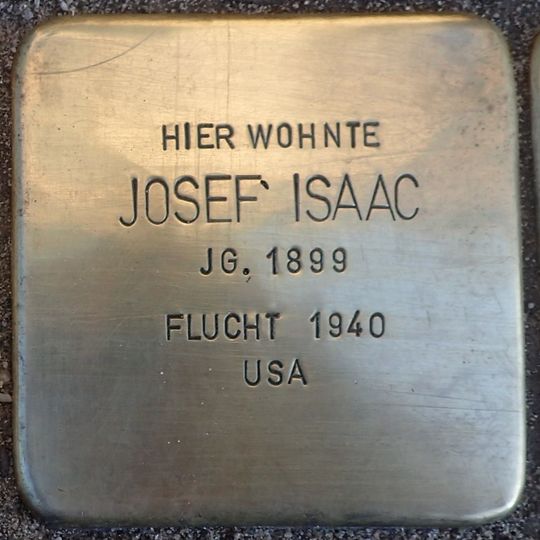 HIER WOHNTE
JOSEF ISAAC
JG. 1899
FLUCHT 1940
USA